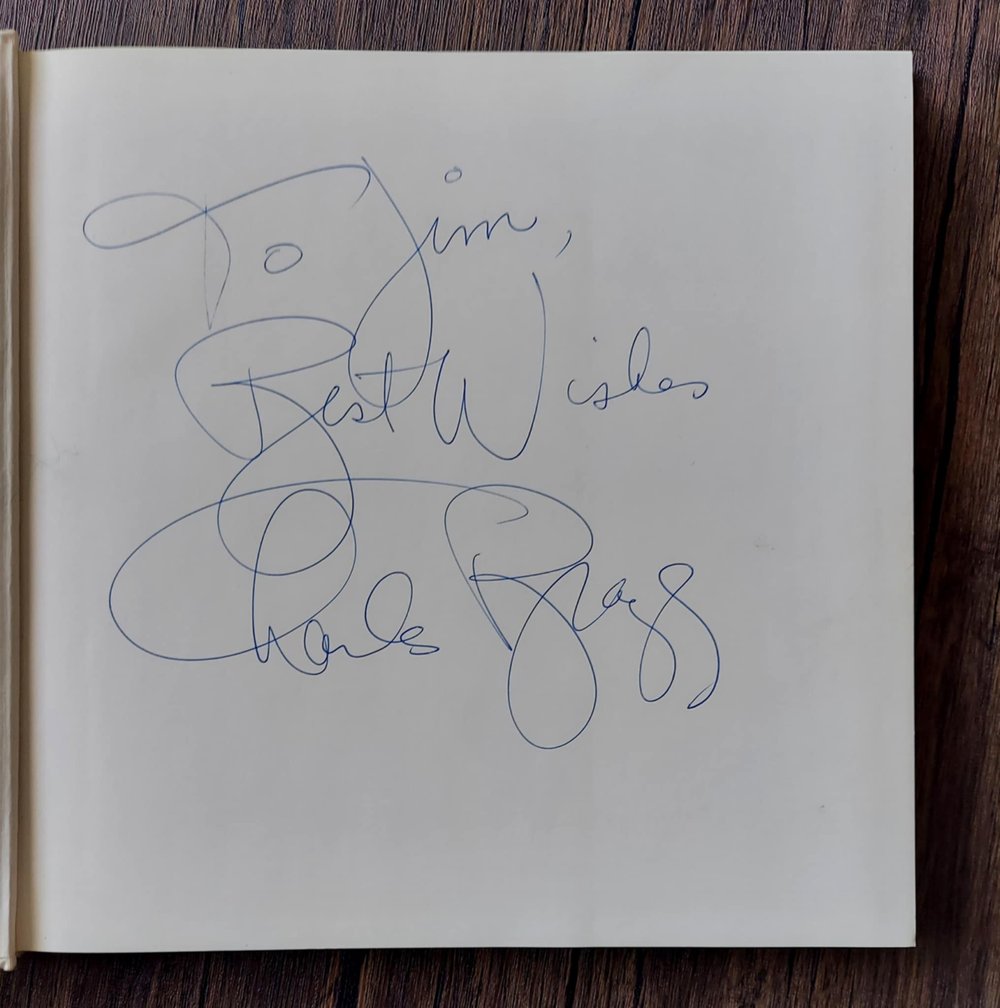 To Jim,
Best Wishes
Charles Bragg